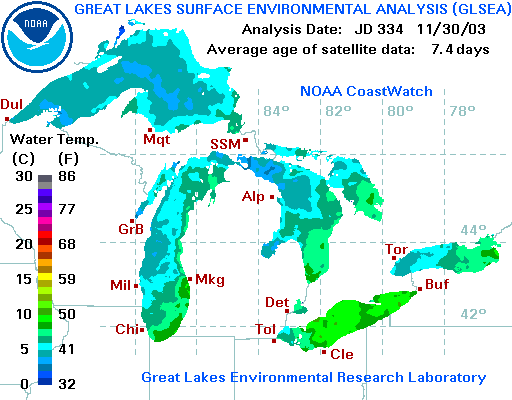 GREAT LAKES SURFACE ENVIRONMENTAL ANALYSIS (GLSEA)
NOAA
Analysis Date: JD 334 11/30/03
Average age of satellite data: 7.4 days
NOAA CoastWatch
Dul
84° 82° 80° 78°
Water Temp.
Mqt
SSM
(C) (F)
30 86
25 77
20 68
15 59
10 50
5 41
0 32
Alp
GrB
44°
Tor
Mil
Mkg
Buf
Det
42°
Chi
Tol
Cle
Great Lakes Environmental Research Laboratory